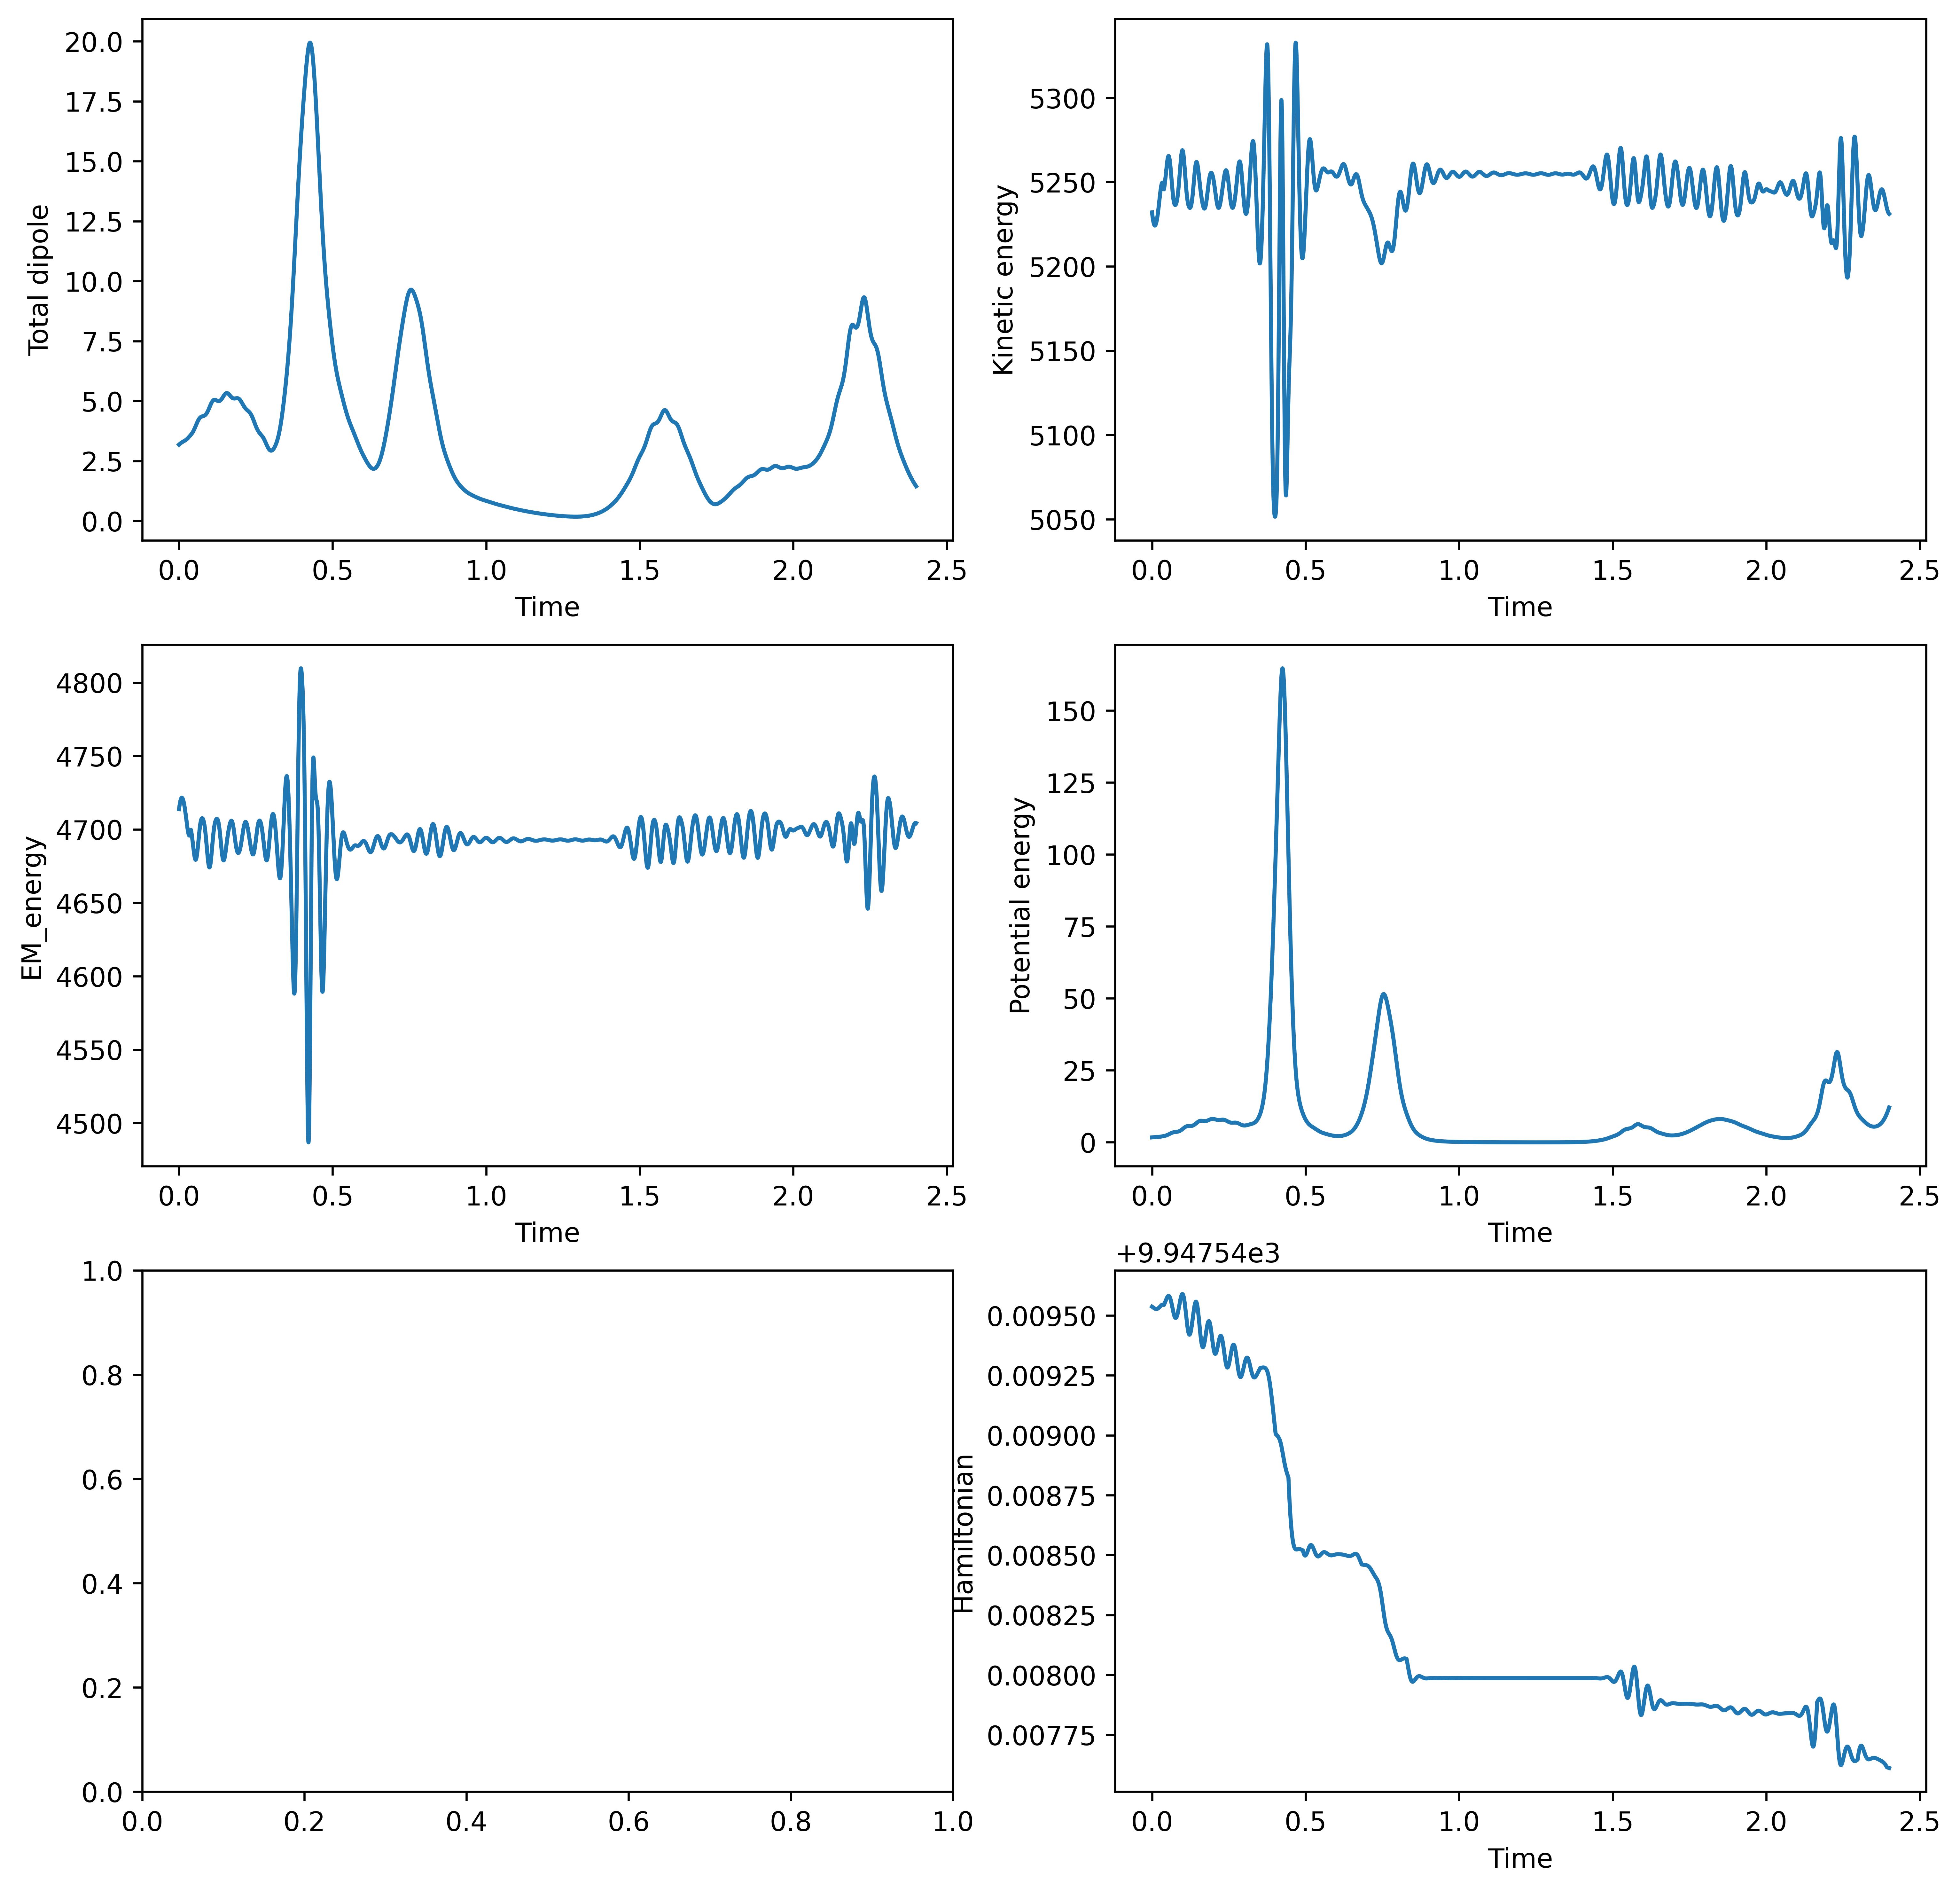 Total dipole
20.0
17.5
15.0
12.5
10.0
7.5
5.0
2.5
0.0
0.0 0.5 1.0 1.5 2.0 2.5
Time
Kinetic energy
5300
5250
5200
5150
5100
5050
0.0 0.5 1.0 1.5 2.0 2.5
Time
EM_energy
4800
4750
4700
4650
4600
4550
4500
0.0 0.5 1.0 1.5 2.0 2.5
Time
Potential energy
150
125
100
75
50
25
0
0.0 0.5 1.0 1.5 2.0 2.5
Time
1.0
0.8
0.6
0.4
0.2
0.0
0.0 0.2 0.4 0.6 0.8 1.0
+9.94754e3
Hamiltonian
0.00950
0.00925
0.00900
0.00875
0.00850
0.00825
0.00800
0.00775
0.0 0.5 1.0 1.5 2.0 2.5
Time